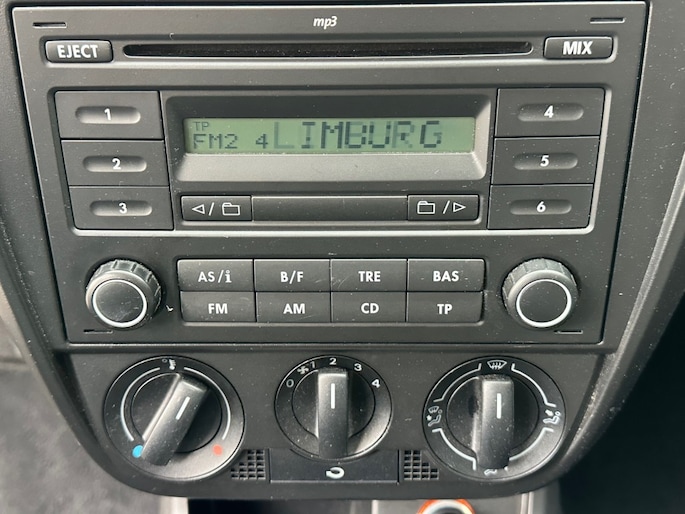 mp3
EJECT
MIX
1
TP
FM2 4 LIMBURG
4
2
5
3
◁/
/▷
6
AS/i B/F TRE BAS
FM AM CD TP
0 1 2 3 4